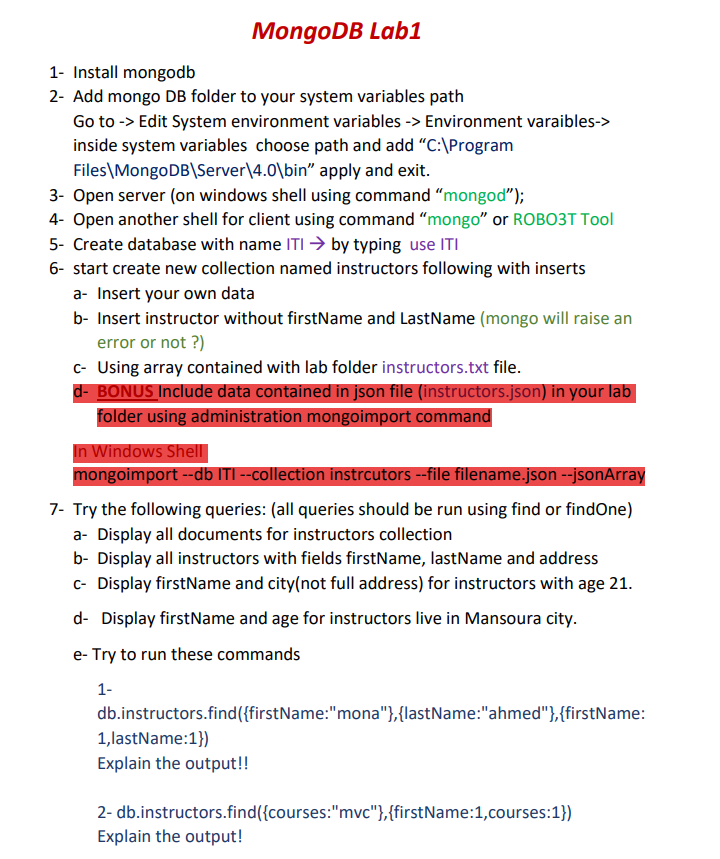 MongoDB Lab1
1- Install mongodb
2- Add mongo DB folder to your system variables path
Go to -> Edit System environment variables -> Environment varaibles->
inside system variables choose path and add “C:\Program
Files\MongoDB\Server\4.0\bin” apply and exit.
3- Open server (on windows shell using command “mongod”);
4- Open another shell for client using command “mongo” or ROBO3T Tool
5- Create database with name ITI → by typing use ITI
6- start create new collection named instructors following with inserts
a- Insert your own data
b- Insert instructor without firstName and LastName (mongo will raise an
error or not ?)
c- Using array contained with lab folder instructors.txt file.
d- BONUS Include data contained in json file (instructors.json) in your lab
folder using administration mongoimport command
In Windows Shell
mongoimport --db ITI --collection instrcutors --file filename.json --jsonArray
7- Try the following queries: (all queries should be run using find or findOne)
a- Display all documents for instructors collection
b- Display all instructors with fields firstName, lastName and address
c- Display firstName and city(not full address) for instructors with age 21.
d- Display firstName and age for instructors live in Mansoura city.
e- Try to run these commands
1-
db.instructors.find({firstName:"mona"},{lastName:"ahmed"},{firstName:
1,lastName:1})
Explain the output!!
2- db.instructors.find({courses:"mvc"},{firstName:1,courses:1})
Explain the output!